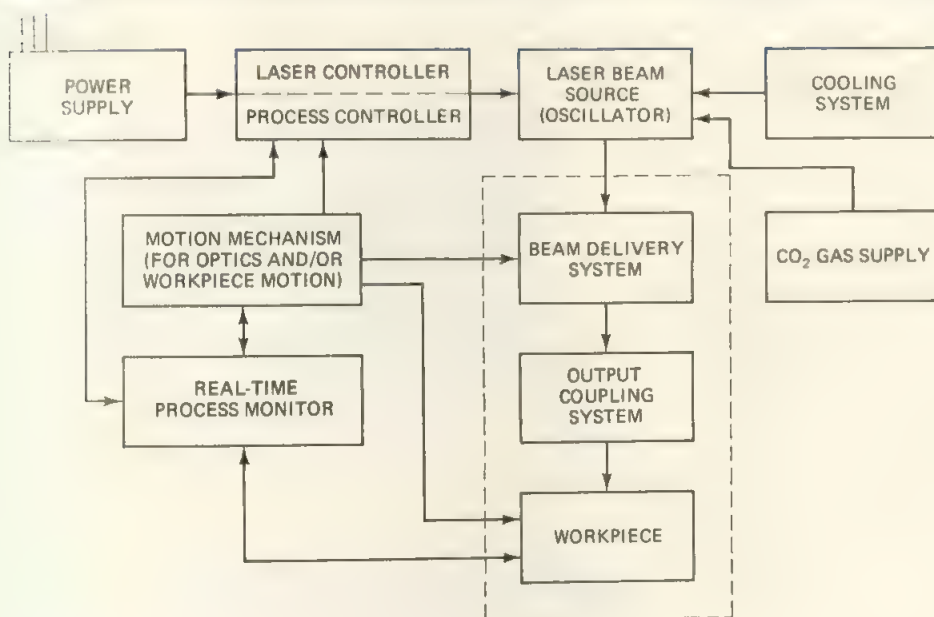 POWER
SUPPLY
LASER CONTROLLER
PROCESS CONTROLLER
LASER BEAM
SOURCE
(OSCILLATOR)
COOLING
SYSTEM
MOTION MECHANISM
(FOR OPTICS AND/OR
WORKPIECE MOTION)
BEAM DELIVERY
SYSTEM
CO₂ GAS SUPPLY
REAL-TIME
PROCESS MONITOR
OUTPUT
COUPLING
SYSTEM
WORKPIECE